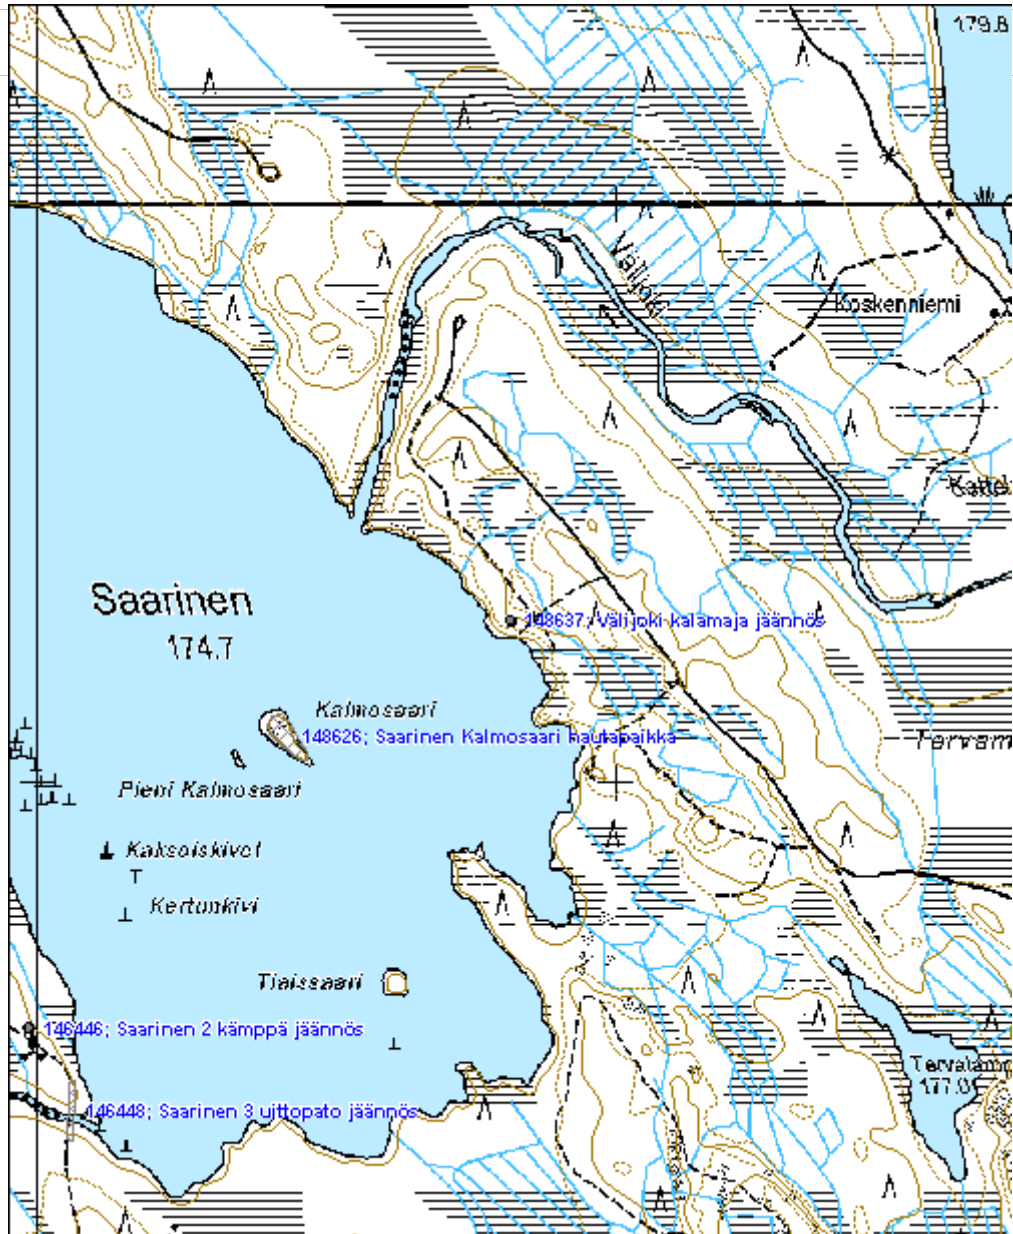 179.8
Välijoki
Koskenniemi
Saarinen
174.7
148637; Välijoki kalamaja jäännös
Kalmosaari
148626; Saarinen Kalmosaari hautapaikka
Pieni Kalmosaari
Kaksoiskivet
Kertunkivi
Tiaissaari
146446; Saarinen 2 kämppä jäännös
146448; Saarinen 3 uittopato jäännös
177.0